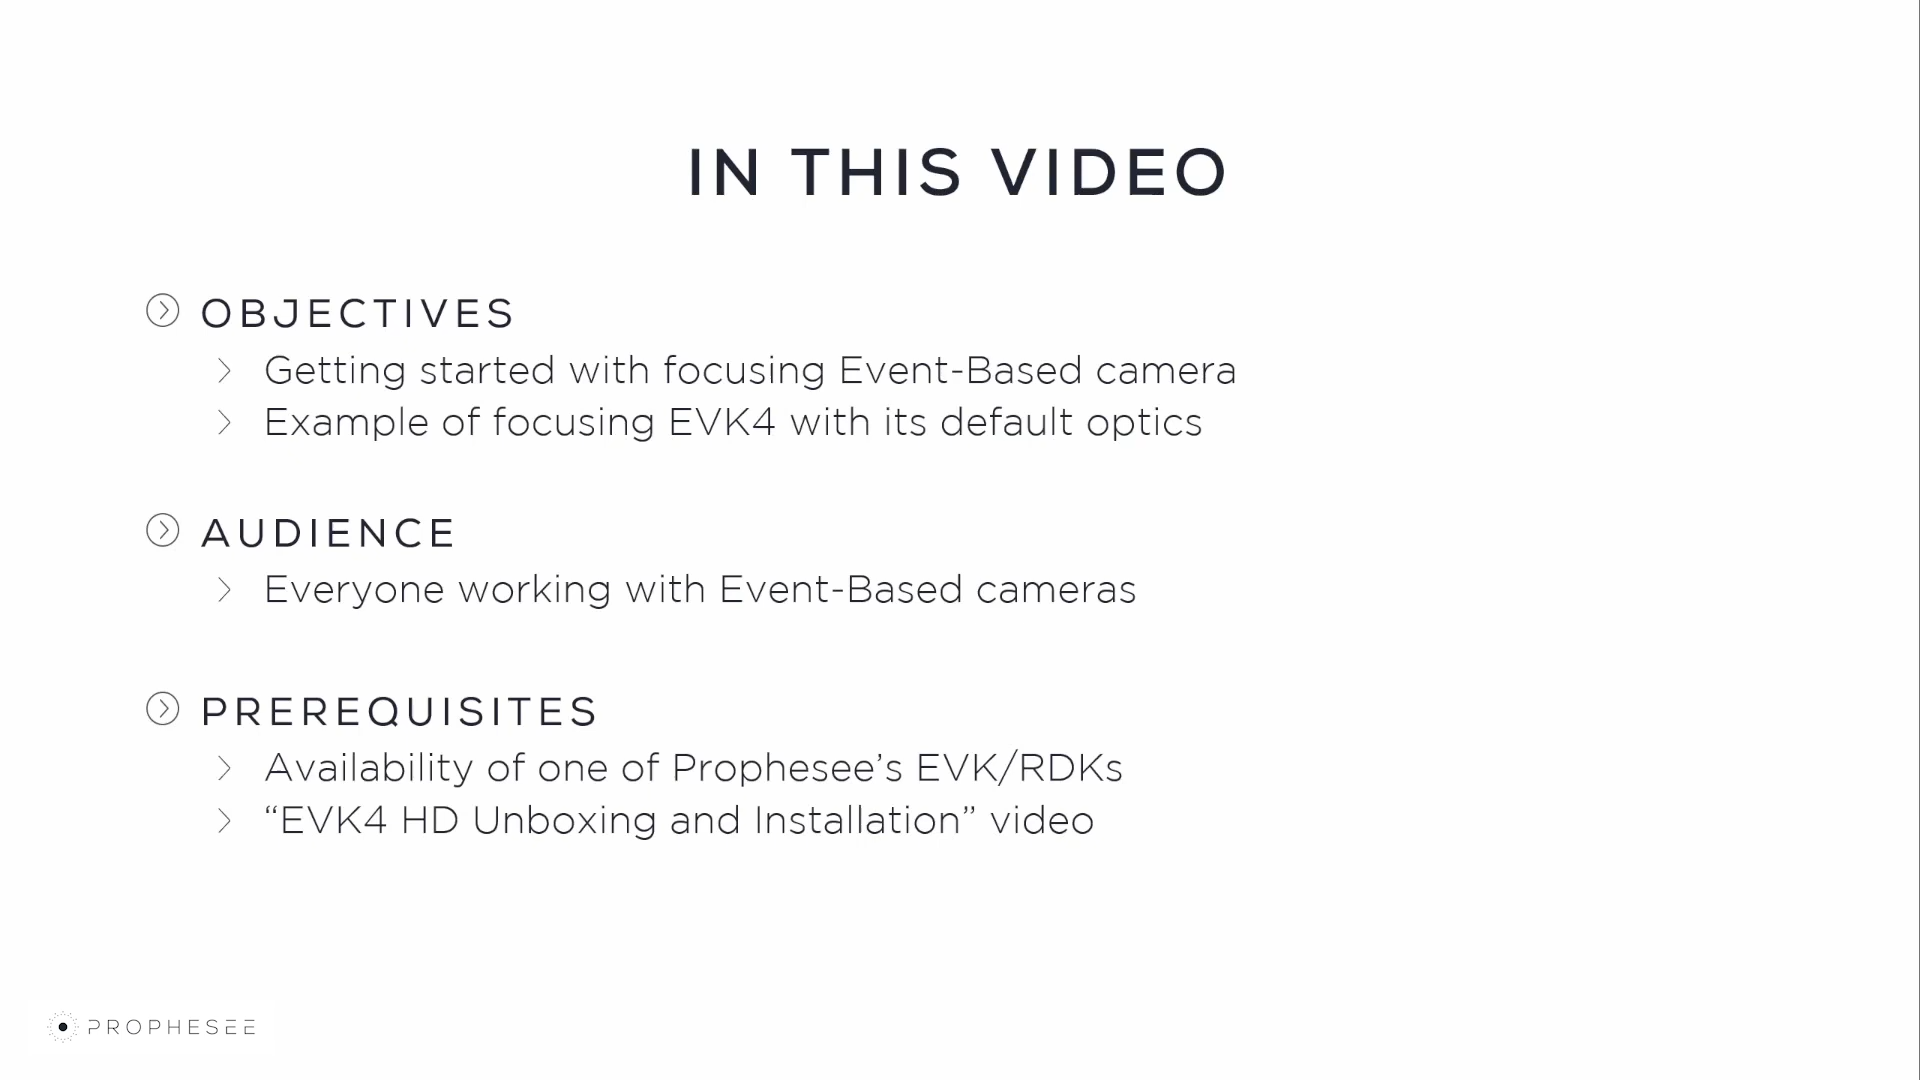 IN THIS VIDEO
OBJECTIVES
Getting started with focusing Event-Based camera
Example of focusing EVK4 with its default optics
AUDIENCE
Everyone working with Event-Based cameras
PREREQUISITES
Availability of one of Prophesee’s EVK/RDKs
“EVK4 HD Unboxing and Installation” video
PROPHESEE